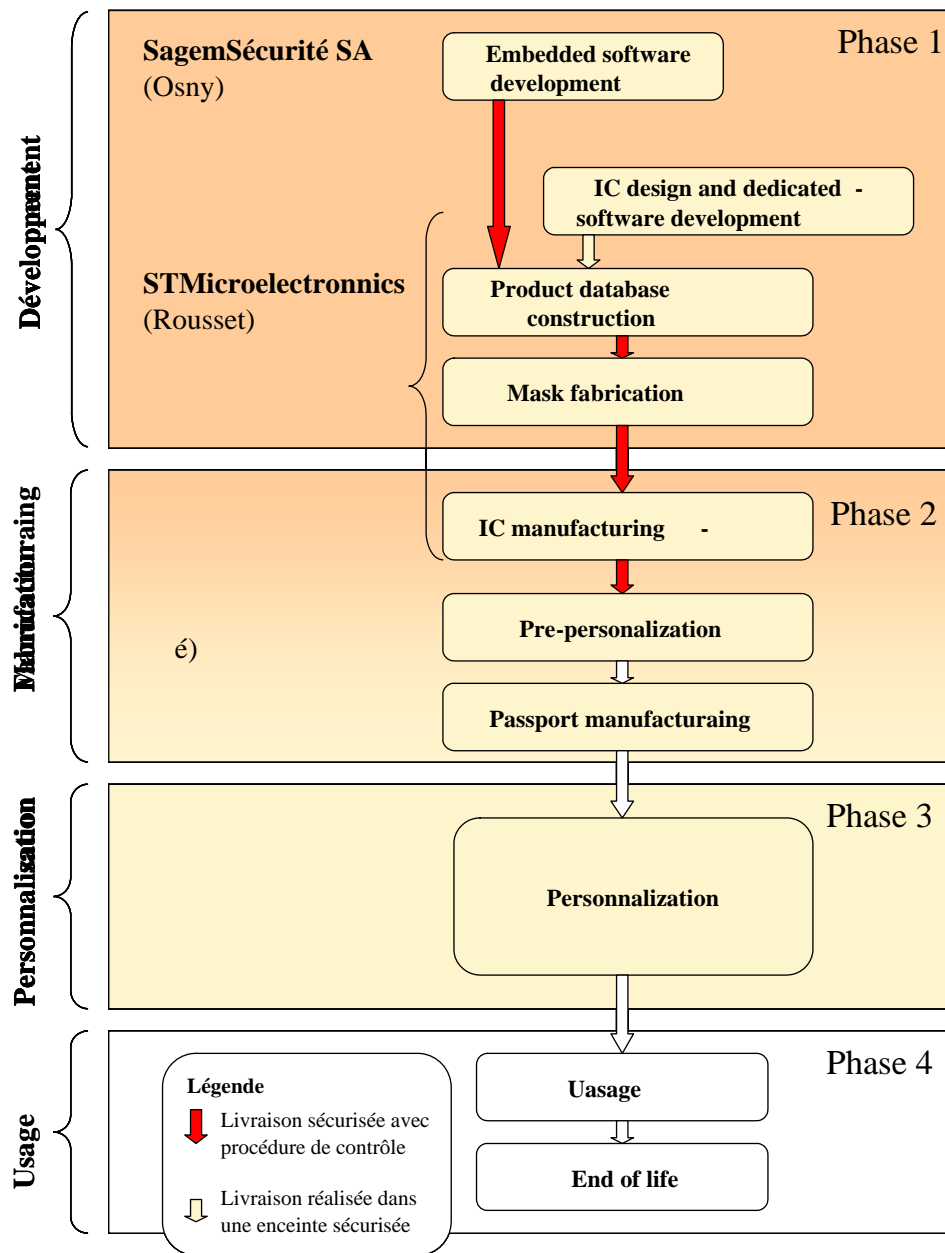 Phase 1
SagemSécurité SA
(Osny)
Embedded software
development
IC design and dedicated -
software development
STMicroelectronnics
(Rousset)
Product database
construction
Mask fabrication
Phase 2
IC manufacturing -
Pre-personalization
é)
Passport manufacturaing
Phase 3
Personnalization
Personnalization
Phase 4
Usage
Uasage
End of life
Légende
Livraison sécurisée avec
procédure de contrôle
Livraison réalisée dans
une enceinte sécurisée